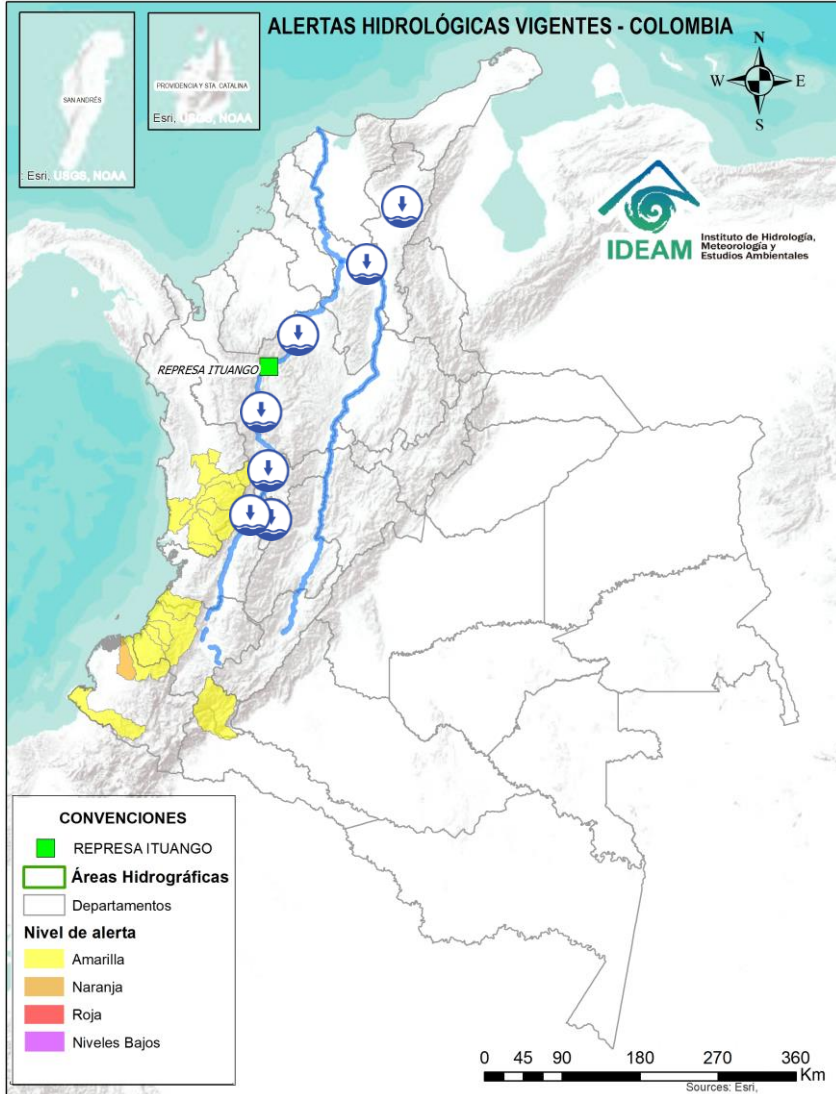 ALERTAS HIDROLÓGICAS VIGENTES - COLOMBIA
SAN ANDRÉS
Esri, USGS, NOAA
PROVIDENCIA Y STA. CATALINA
Esri, USGS, NOAA
N
W E
S
IDEAM
Instituto de Hidrología,
Meteorología y
Estudios Ambientales
REPRESA ITUANGO
CONVENCIONES
REPRESA ITUANGO
Áreas Hidrográficas
Departamentos
Nivel de alerta
Amarilla
Naranja
Roja
Niveles Bajos
0 45 90 180 270 360
Km
Sources: Esri,